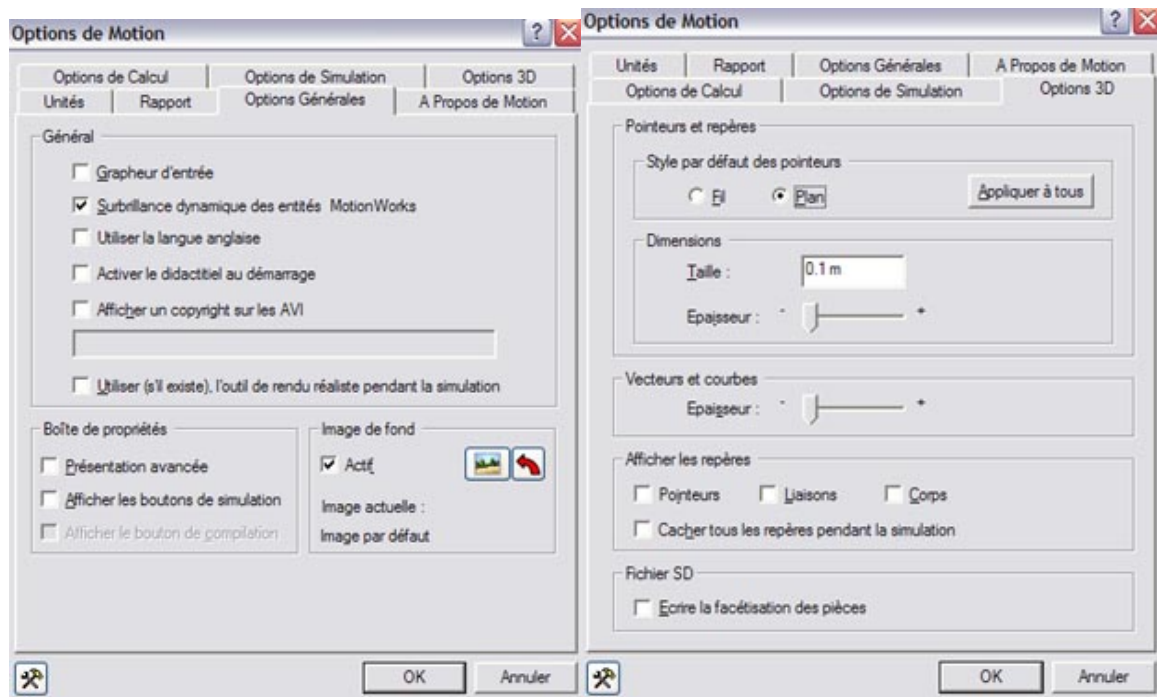 Options de Motion
Options de Calcul Options de Simulation Options 3D
Unités Rapport Options Générales A Propos de Motion
Général
Grapheur d'entrée
Surbrillance dynamique des entités MotionWorks
Utiliser la langue anglaise
Activer le didactitiel au démarrage
Afficher un copyright sur les AVI
Utiliser (s'il existe), l'outil de rendu réaliste pendant la simulation
Boîte de propriétés
Présentation avancée
Afficher les boutons de simulation
Afficher le bouton de compilation
Image de fond
Actif
Image actuelle :
Image par défaut
OK Annuler
Options de Motion
Unités Rapport Options Générales A Propos de Motion
Options de Calcul Options de Simulation Options 3D
Pointeurs et repères
Style par défaut des pointeurs
Fil Plan Appliquer à tous
Dimensions
Taille : 0.1 m
Epaisseur : - +
Vecteurs et courbes
Epaisseur : - +
Afficher les repères
Pointeurs Liaisons Corps
Cacher tous les repères pendant la simulation
Fichier SD
Ecrire la facétisation des pièces
OK Annuler